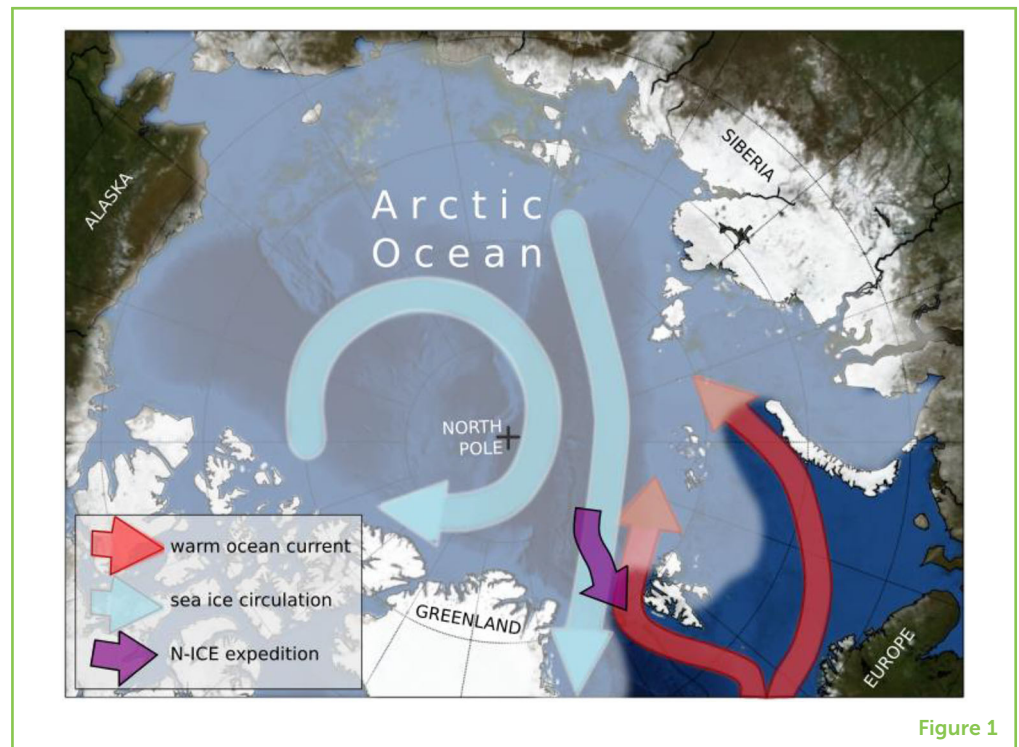 ALASKA
SIBERIA
Arctic
Ocean
NORTH
POLE
warm ocean current
sea ice circulation
N-ICE expedition
GREENLAND
EUROPE
Figure 1